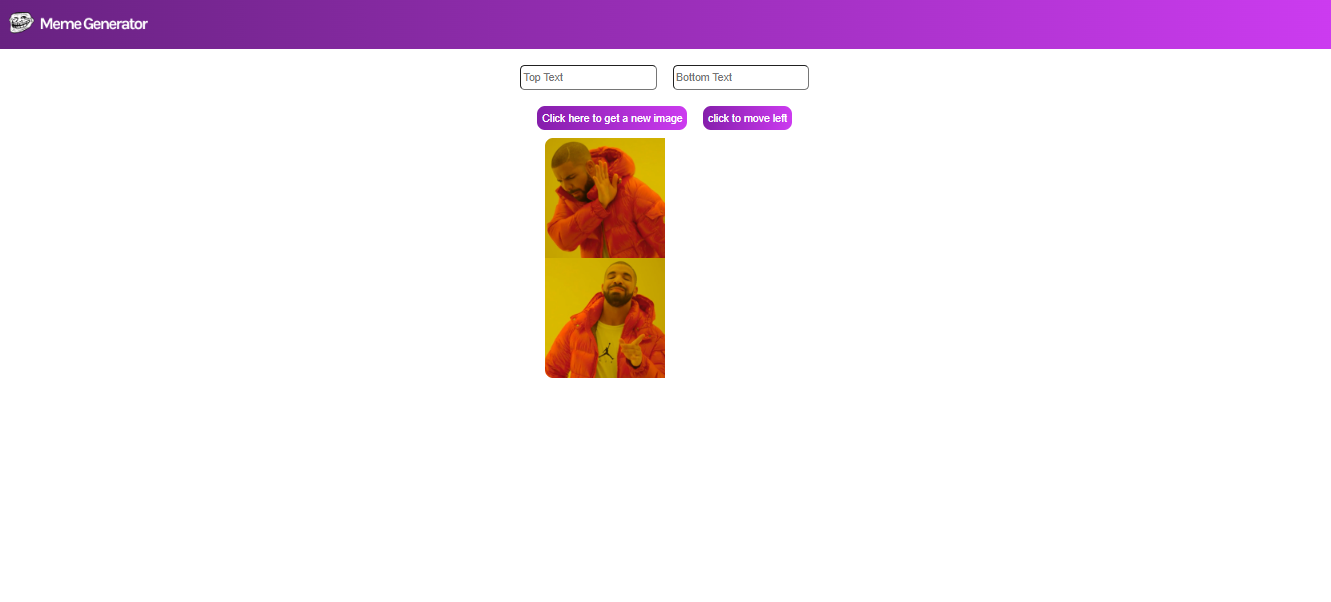 Meme Generator
Top Text
Bottom Text
Click here to get a new image
click to move left